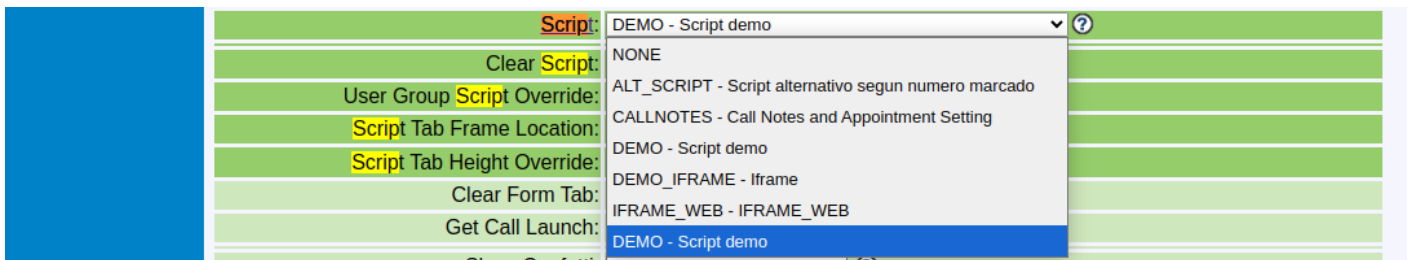 Script: DEMO - Script demo
NONE
Clear Script:
ALT_SCRIPT - Script alternativo segun numero marcado
User Group Script Override:
CALLNOTES - Call Notes and Appointment Setting
Script Tab Frame Location:
DEMO - Script demo
Script Tab Height Override:
DEMO_IFRAME - Iframe
Clear Form Tab:
IFRAME_WEB - IFRAME_WEB
Get Call Launch:
DEMO - Script demo